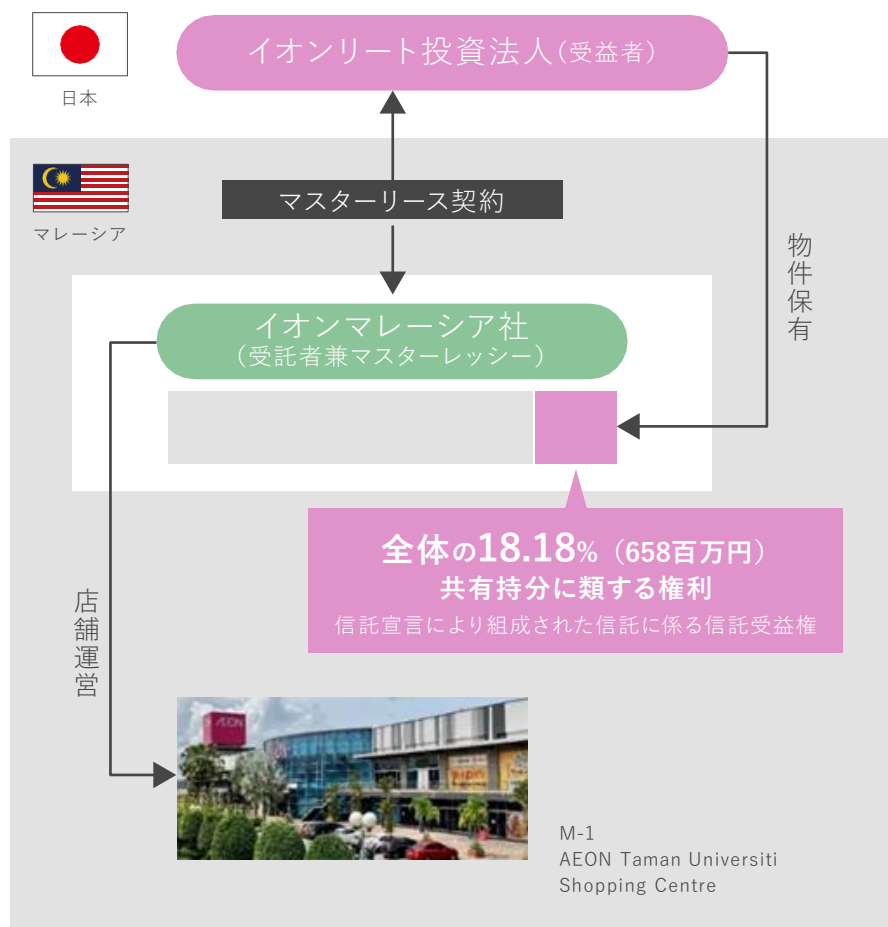 イオンリート投資法人(受益者)
日本
マスターリース契約
マレーシア
物件保有
イオンマレーシア社
(受託者兼マスターレッシー)
全体の18.18%(658百万円)
共有持分に類する権利
信託宣言により組成された信託に係る信託受益権
店舗運営
AEON
M-1
AEON Taman Universiti
Shopping Centre